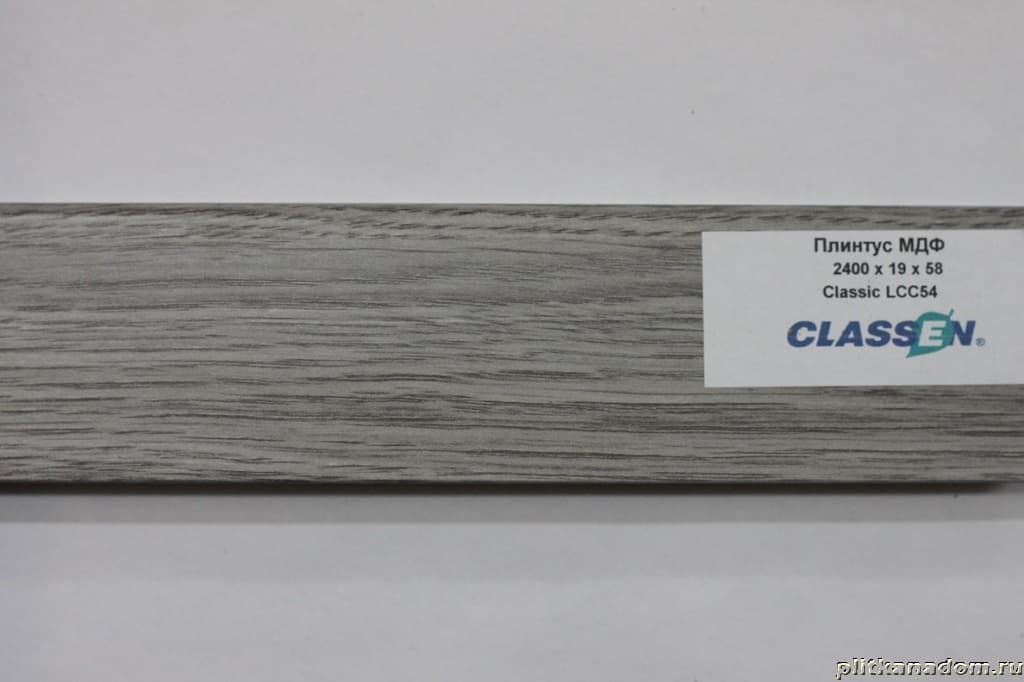 Плинтус МДФ
2400 x 19 x 58
Classic LCC54
CLASSEN®
plitkanadom.ru